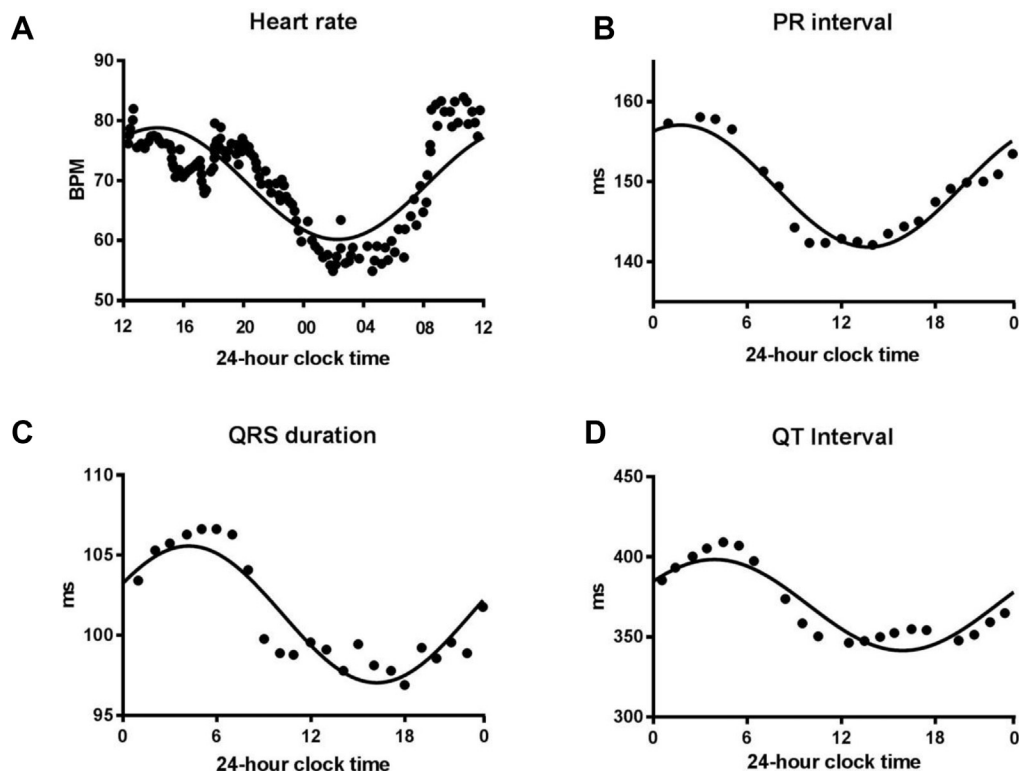 A
Heart rate
BPM
90
80
70
60
50
12 16 20 00 04 08 12
24-hour clock time
B
PR interval
ms
160
150
140
0 6 12 18 0
24-hour clock time
C
QRS duration
ms
110
105
100
95
0 6 12 18 0
24-hour clock time
D
QT Interval
ms
450
400
350
300
0 6 12 18 0
24-hour clock time